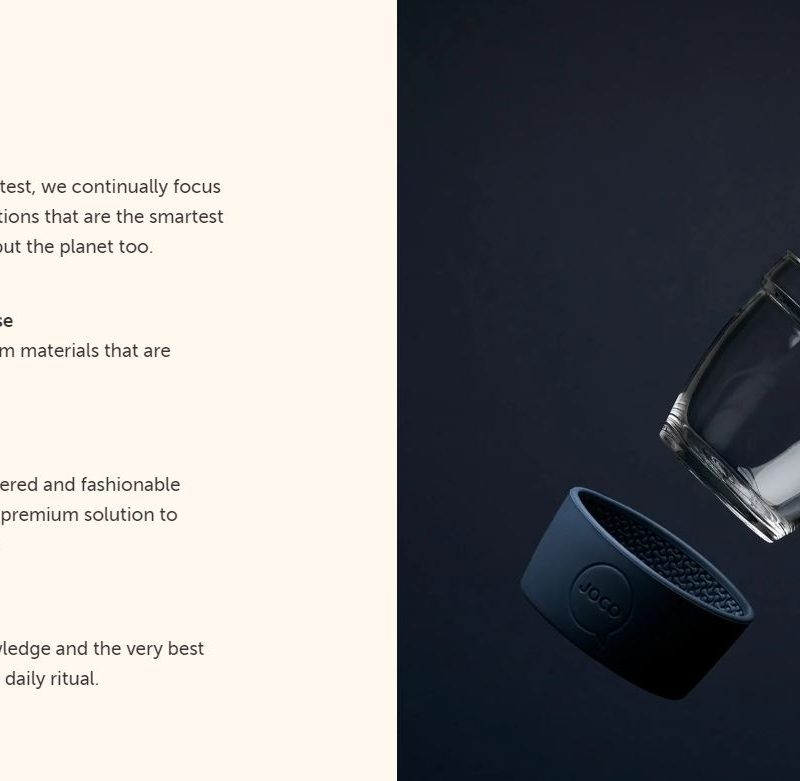 test, we continually focus
tions that are the smartest
out the planet too.
se
m materials that are
ered and fashionable
premium solution to
ledge and the very best
daily ritual.
JOCO